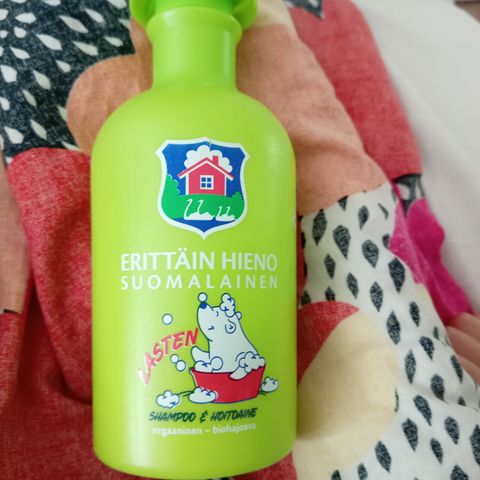 ERITTÄIN HIENO
SUOMALAINEN
LASTEN
SHAMPOO & HOITOAINE
vegaaninen – biohajoava